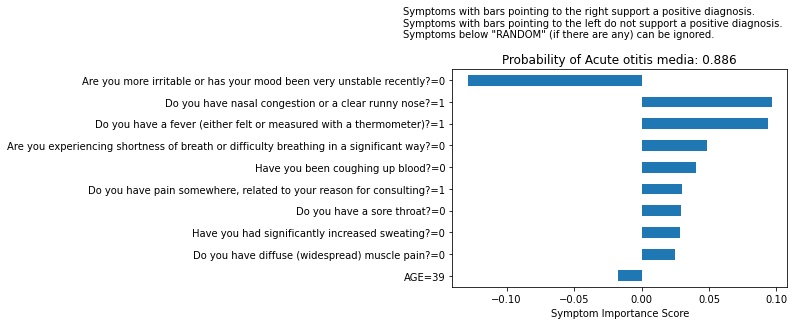 Symptoms with bars pointing to the right support a positive diagnosis.
Symptoms with bars pointing to the left do not support a positive diagnosis.
Symptoms below "RANDOM" (if there are any) can be ignored.
Probability of Acute otitis media: 0.886
Are you more irritable or has your mood been very unstable recently?=0
Do you have nasal congestion or a clear runny nose?=1
Do you have a fever (either felt or measured with a thermometer)?=1
Are you experiencing shortness of breath or difficulty breathing in a significant way?=0
Have you been coughing up blood?=0
Do you have pain somewhere, related to your reason for consulting?=1
Do you have a sore throat?=0
Have you had significantly increased sweating?=0
Do you have diffuse (widespread) muscle pain?=0
AGE=39
−0.10 −0.05 0.00 0.05 0.10
Symptom Importance Score